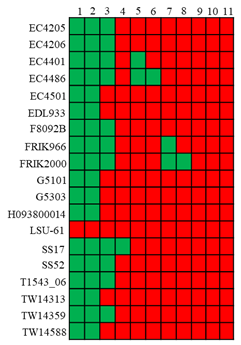 1 2 3 4 5 6 7 8 9 10 11
EC4205
EC4206
EC4401
EC4486
EC4501
EDL933
F8092B
FRIK966
FRIK2000
G5101
G5303
H093800014
LSU-61
SS17
SS52
T1543_06
TW14313
TW14359
TW14588